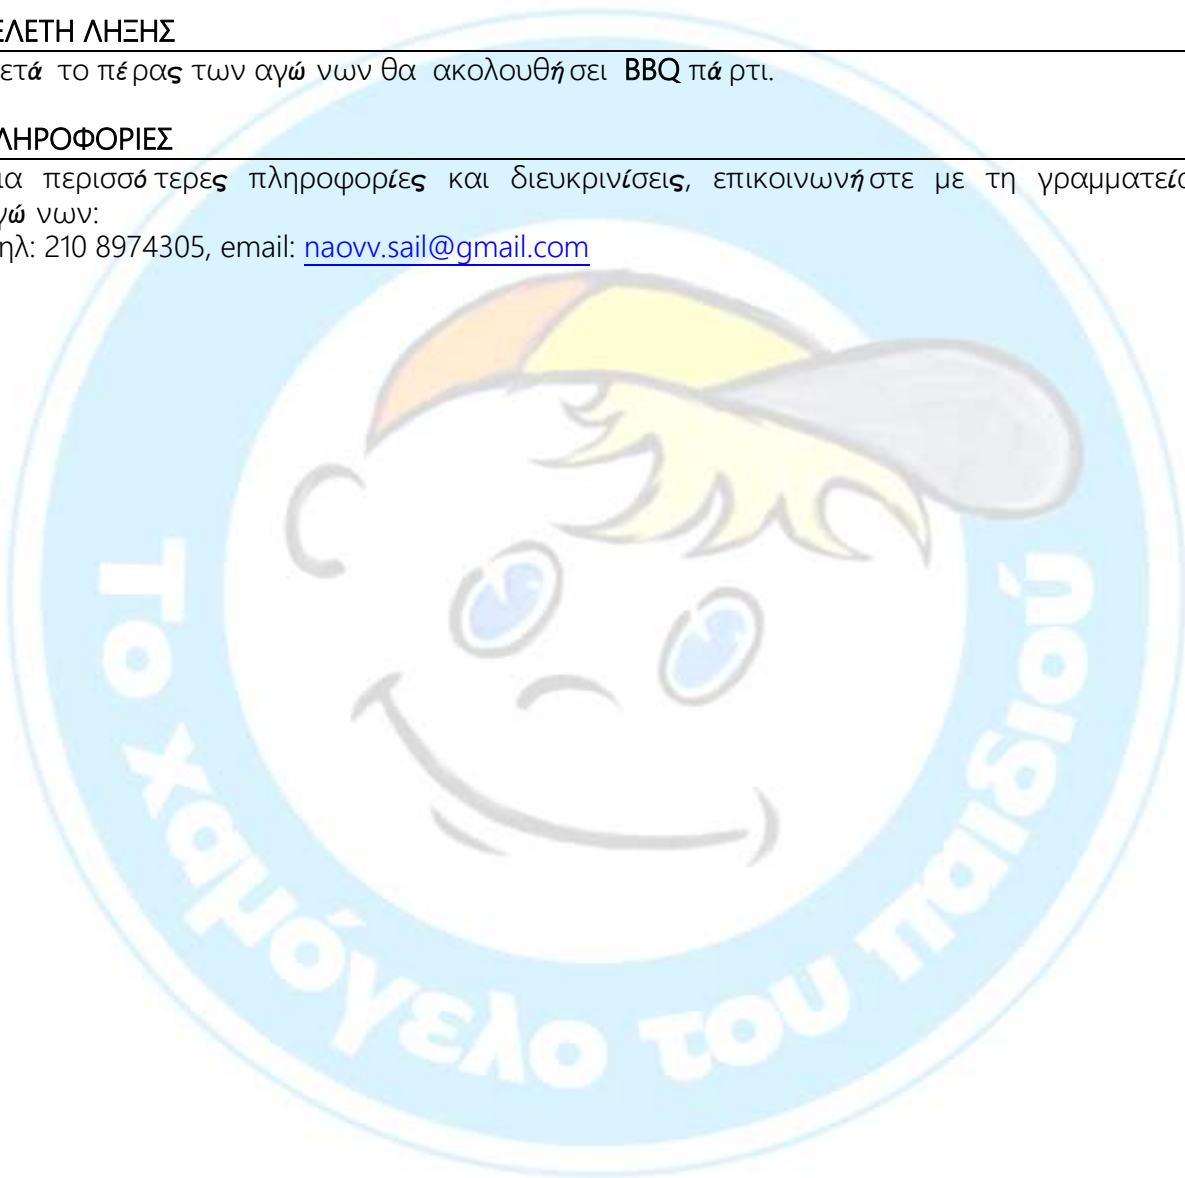 ΕΛΕΤΗ ΛΗΞΗΣ
ετά το πέρας των αγώνων θα ακολουθήσει BBQ πάρτι.
ΛΗΡΟΦΟΡΙΕΣ
ια περισσότερες πληροφορίες και διευκρινίσεις, επικοινωνήστε με τη γραμματεία
γώνων:
ηλ: 210 8974305, email: naovv.sail@gmail.com
Το χαμόγελο του παιδιού